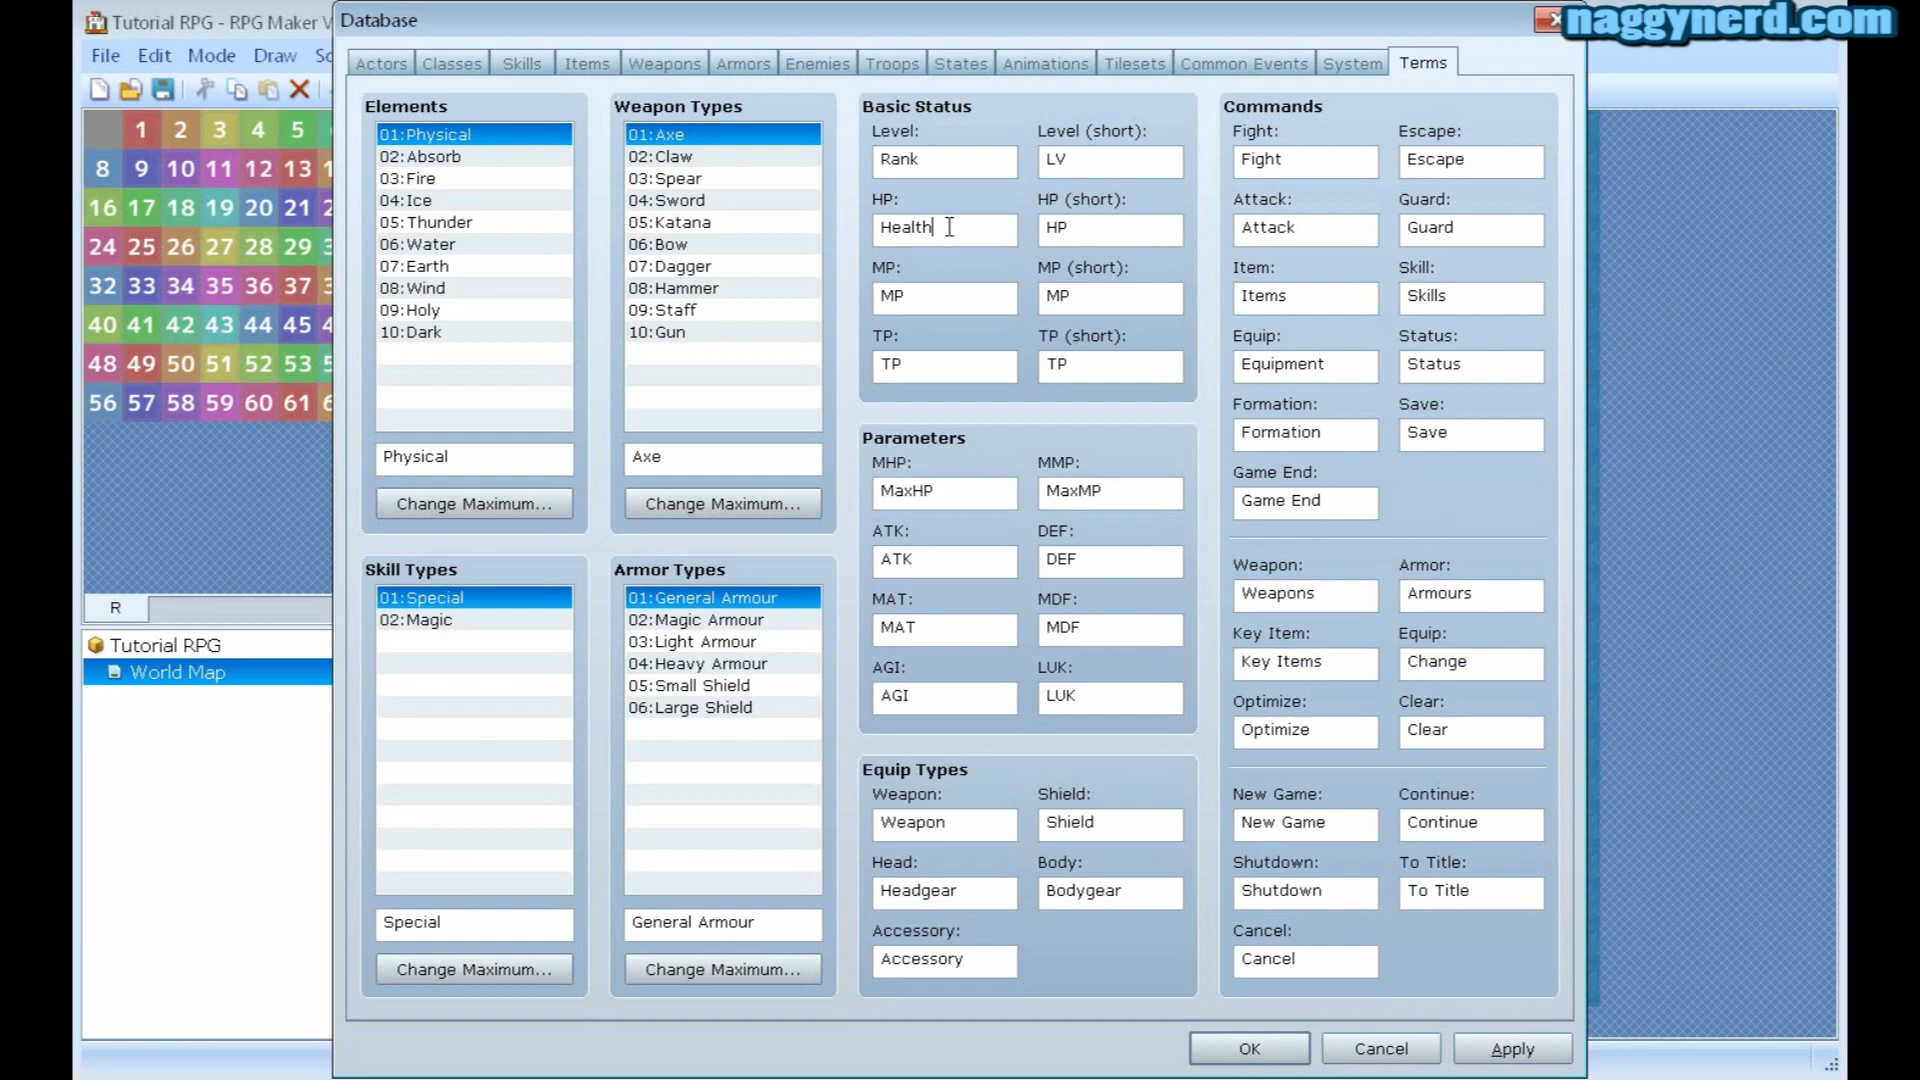 Tutorial RPG - RPG Maker V
Database
naggynerd.com
File Edit Mode Draw Sc
Actors Classes Skills Items Weapons Armors Enemies Troops States Animations Tilesets Common Events System Terms
1 2 3 4 5
8 9 10 11 12 13 1
16 17 18 19 20 21 2
24 25 26 27 28 29 3
32 33 34 35 36 37 3
40 41 42 43 44 45 4
48 49 50 51 52 53 5
56 57 58 59 60 61 6
R
Tutorial RPG
World Map
Elements
01:Physical
02:Absorb
03:Fire
04:Ice
05:Thunder
06:Water
07:Earth
08:Wind
09:Holy
10:Dark
Physical
Change Maximum...
Skill Types
01:Special
02:Magic
Special
Change Maximum...
Weapon Types
01:Axe
02:Claw
03:Spear
04:Sword
05:Katana
06:Bow
07:Dagger
08:Hammer
09:Staff
10:Gun
Axe
Change Maximum...
Armor Types
01:General Armour
02:Magic Armour
03:Light Armour
04:Heavy Armour
05:Small Shield
06:Large Shield
General Armour
Change Maximum...
Basic Status
Level: Level (short):
Rank LV
HP: HP (short):
Health HP
MP: MP (short):
MP MP
TP: TP (short):
TP TP
Parameters
MHP: MMP:
MaxHP MaxMP
ATK: DEF:
ATK DEF
MAT: MDF:
MAT MDF
AGI: LUK:
AGI LUK
Equip Types
Weapon: Shield:
Weapon Shield
Head: Body:
Headgear Bodygear
Accessory:
Accessory
Commands
Fight: Escape:
Fight Escape
Attack: Guard:
Attack Guard
Item: Skill:
Items Skills
Equip: Status:
Equipment Status
Formation: Save:
Formation Save
Game End:
Game End
Weapon: Armor:
Weapons Armours
Key Item: Equip:
Key Items Change
Optimize: Clear:
Optimize Clear
New Game: Continue:
New Game Continue
Shutdown: To Title:
Shutdown To Title
Cancel:
Cancel
OK Cancel Apply